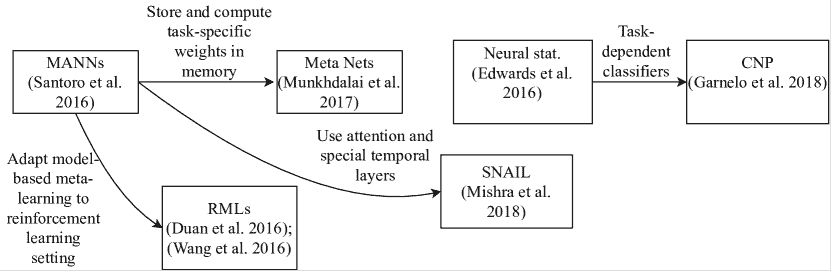 Store and compute
task-specific
weights in
memory
MANNs
(Santoro et al.
2016)
Meta Nets
(Munkhdalai et al.
2017)
Neural stat.
(Edwards et al.
2016)
Task-
dependent
classifiers
CNP
(Garnelo et al. 2018)
Use attention and
special temporal
layers
SNAIL
(Mishra et al.
2018)
Adapt model-
based meta-
learning to
reinforcement
learning
setting
RMLs
(Duan et al. 2016);
(Wang et al. 2016)